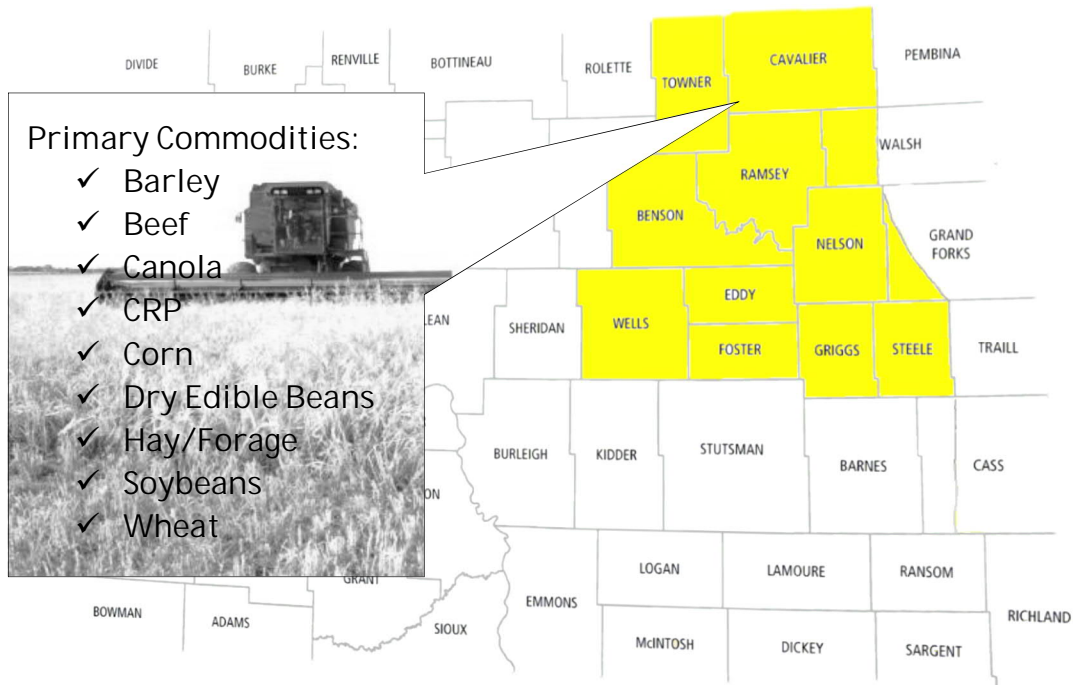 DIVIDE
BURKE
RENVILLE
BOTTINEAU
ROLETTE
TOWNER
CAVALIER
PEMBINA
Primary Commodities:
✓ Barley
✓ Beef
✓ Canola
✓ CRP
✓ Corn
✓ Dry Edible Beans
✓ Hay/Forage
✓ Soybeans
✓ Wheat
WALSH
RAMSEY
BENSON
NELSON
GRAND
FORKS
EDDY
WELLS
SHERIDAN
FOSTER
GRIGGS
STEELE
TRAILL
BURLEIGH
KIDDER
STUTSMAN
BARNES
CASS
GRANT
LOGAN
LAMOURE
RANSOM
EMMONS
BOWMAN
ADAMS
SIOUX
RICHLAND
McINTOSH
DICKEY
SARGENT